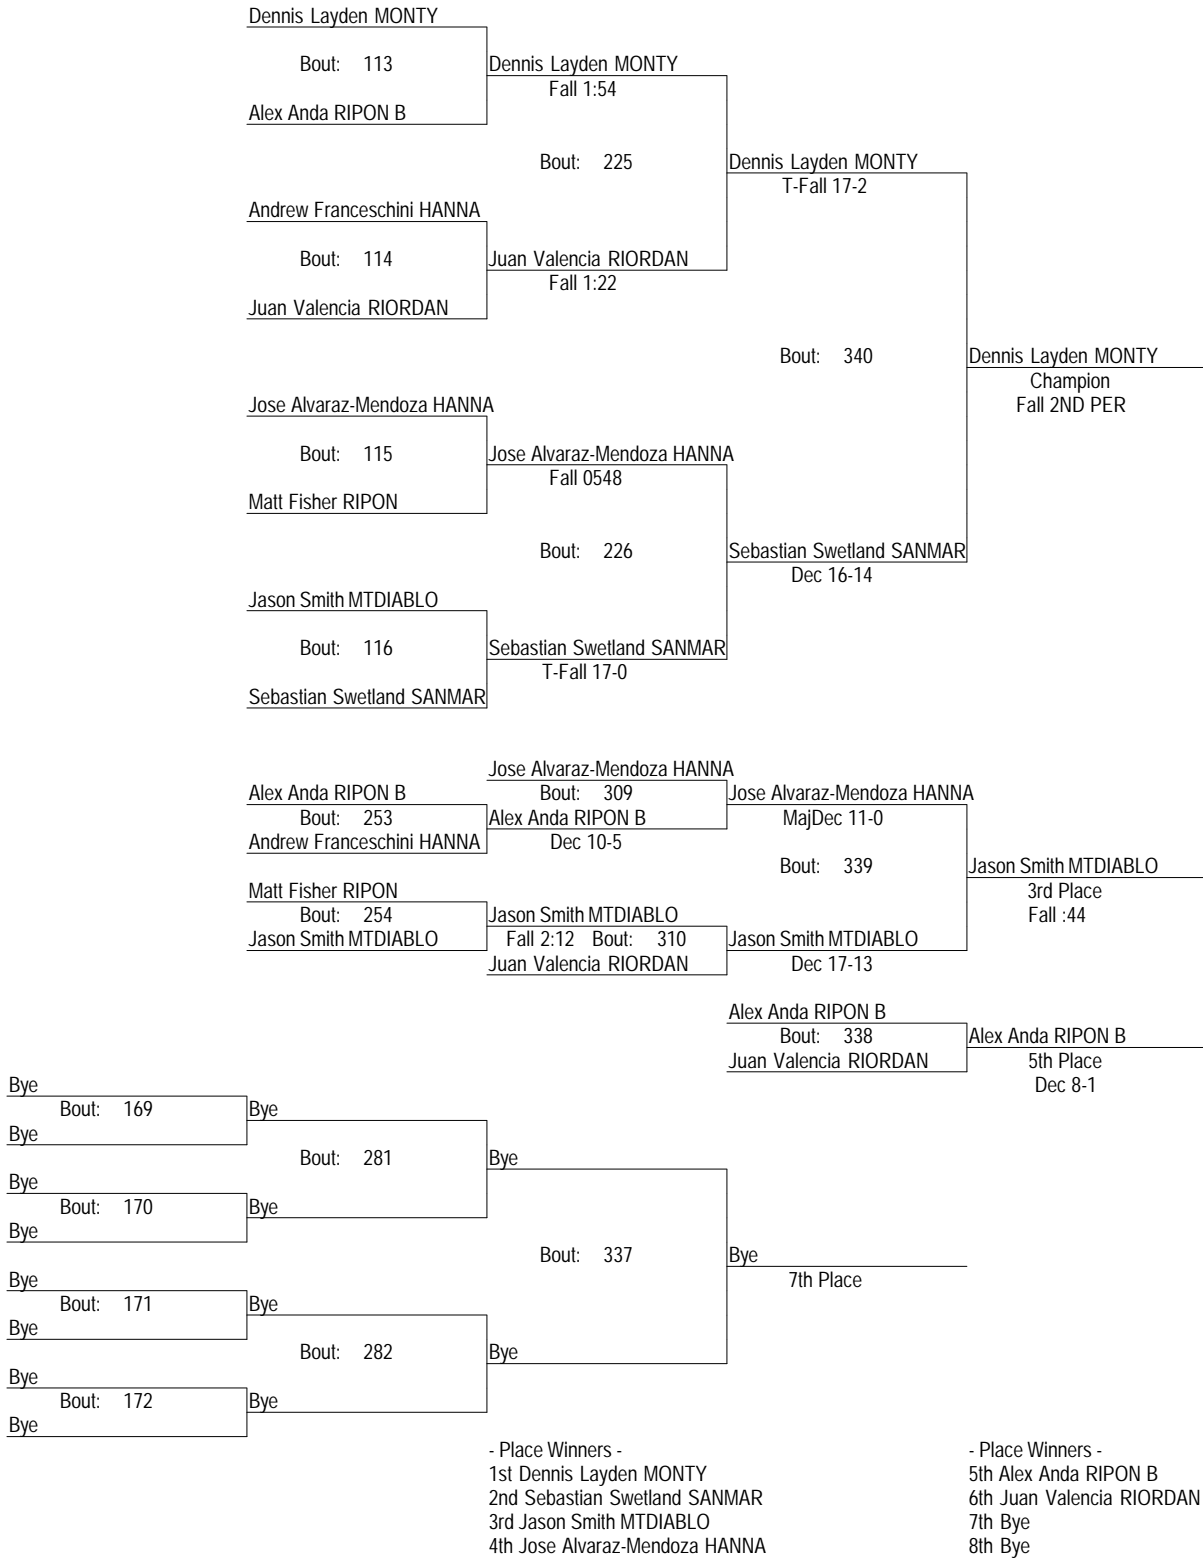 Dennis Layden MONTY
Bout: 113
Dennis Layden MONTY
Fall 1:54
Alex Anda RIPON B
Bout: 225
Dennis Layden MONTY
T-Fall 17-2
Andrew Franceschini HANNA
Bout: 114
Juan Valencia RIORDAN
Fall 1:22
Juan Valencia RIORDAN
Bout: 340
Dennis Layden MONTY
Champion
Fall 2ND PER
Jose Alvaraz-Mendoza HANNA
Bout: 115
Jose Alvaraz-Mendoza HANNA
Fall 0548
Matt Fisher RIPON
Bout: 226
Sebastian Swetland SANMAR
Dec 16-14
Jason Smith MTDIABLO
Bout: 116
Sebastian Swetland SANMAR
T-Fall 17-0
Sebastian Swetland SANMAR
Jose Alvaraz-Mendoza HANNA
Alex Anda RIPON B
Bout: 309
Jose Alvaraz-Mendoza HANNA
Bout: 253
Alex Anda RIPON B
MajDec 11-0
Andrew Franceschini HANNA
Dec 10-5
Bout: 339
Jason Smith MTDIABLO
3rd Place
Fall :44
Matt Fisher RIPON
Bout: 254
Jason Smith MTDIABLO
Jason Smith MTDIABLO
Fall 2:12 Bout: 310
Jason Smith MTDIABLO
Juan Valencia RIORDAN
Dec 17-13
Alex Anda RIPON B
Bout: 338
Alex Anda RIPON B
Juan Valencia RIORDAN
5th Place
Dec 8-1
Bye
Bout: 169
Bye
Bye
Bout: 281
Bye
Bye
Bout: 170
Bye
Bye
Bout: 337
Bye
7th Place
Bye
Bout: 171
Bye
Bye
Bout: 282
Bye
Bye
Bout: 172
Bye
Bye
- Place Winners -
1st Dennis Layden MONTY
2nd Sebastian Swetland SANMAR
3rd Jason Smith MTDIABLO
4th Jose Alvaraz-Mendoza HANNA
- Place Winners -
5th Alex Anda RIPON B
6th Juan Valencia RIORDAN
7th Bye
8th Bye